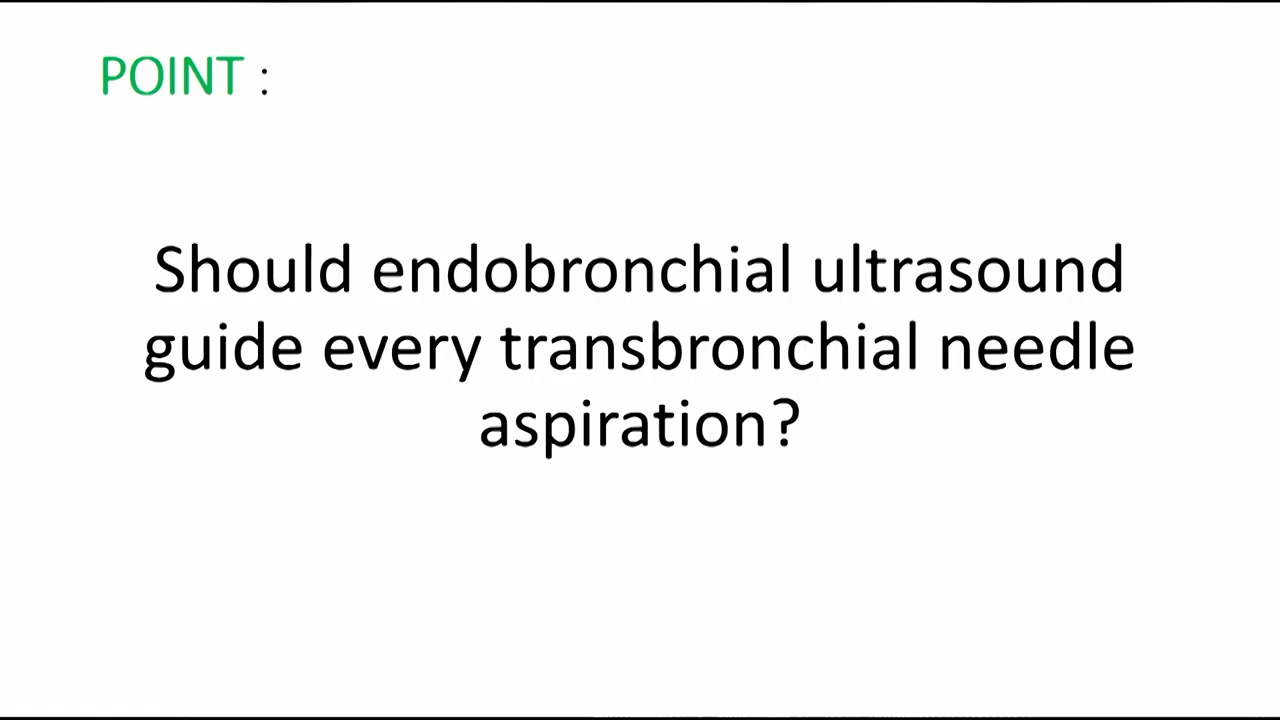 POINT :
Should endobronchial ultrasound
guide every transbronchial needle
aspiration?